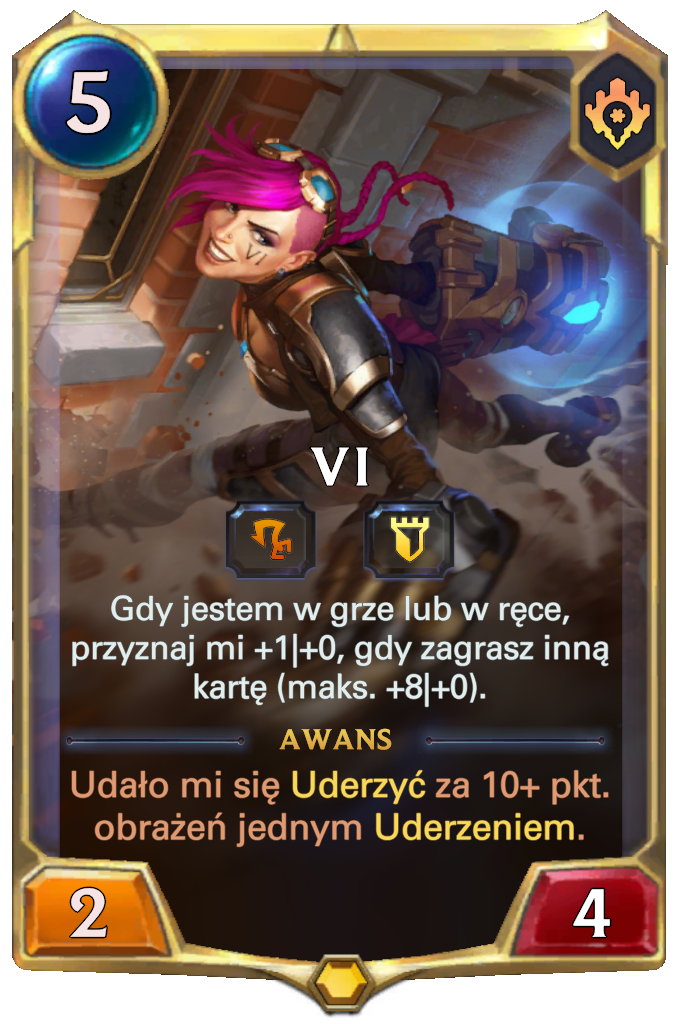 5
VI
VI
Gdy jestem w grze lub w ręce,
przyznaj mi +1|+0, gdy zagrasz inną
kartę (maks. +8|+0).
AWANS
Udało mi się Uderzyć za 10+ pkt.
obrażeń jednym Uderzeniem.
2
4